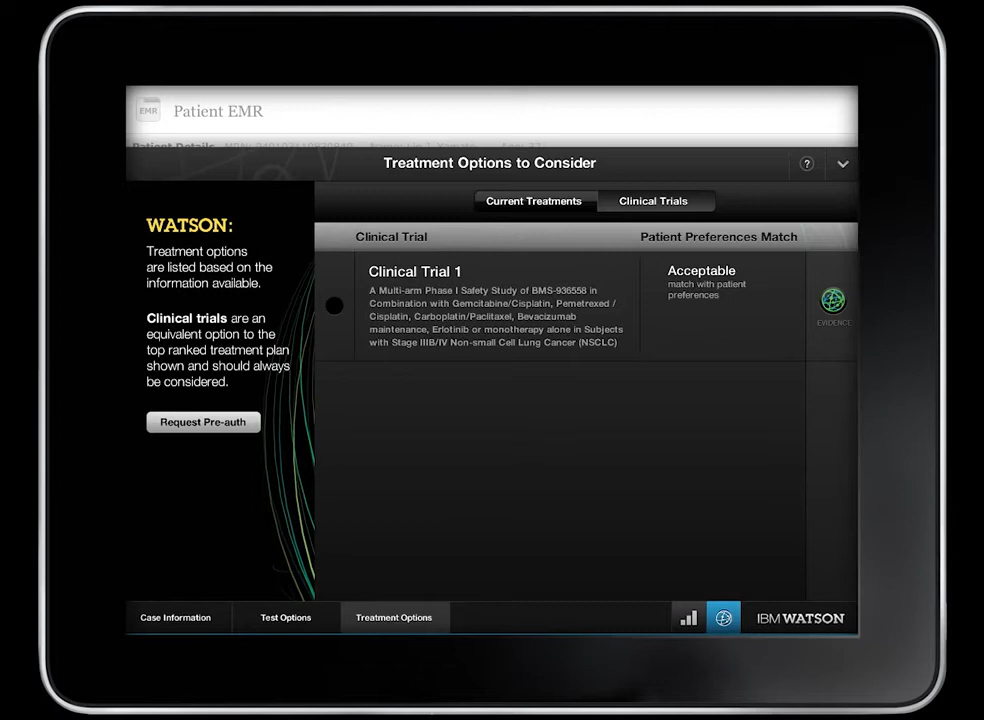 EMR
Patient EMR
Patient Details
Treatment Options to Consider
?
Current Treatments
Clinical Trials
WATSON:
Treatment options
are listed based on the
information available.
Clinical trials are an
equivalent option to the
top ranked treatment plan
shown and should always
be considered.
Request Pre-auth
Clinical Trial
Patient Preferences Match
Clinical Trial 1
A Multi-arm Phase I Safety Study of BMS-936558 in
Combination with Gemcitabine/Cisplatin, Pemetrexed /
Cisplatin, Carboplatin/Paclitaxel, Bevacizumab
maintenance, Erlotinib or monotherapy alone in Subjects
with Stage IIIB/IV Non-small Cell Lung Cancer (NSCLC)
Acceptable
match with patient
preferences
EVIDENCE
Case Information
Test Options
Treatment Options
IBM WATSON